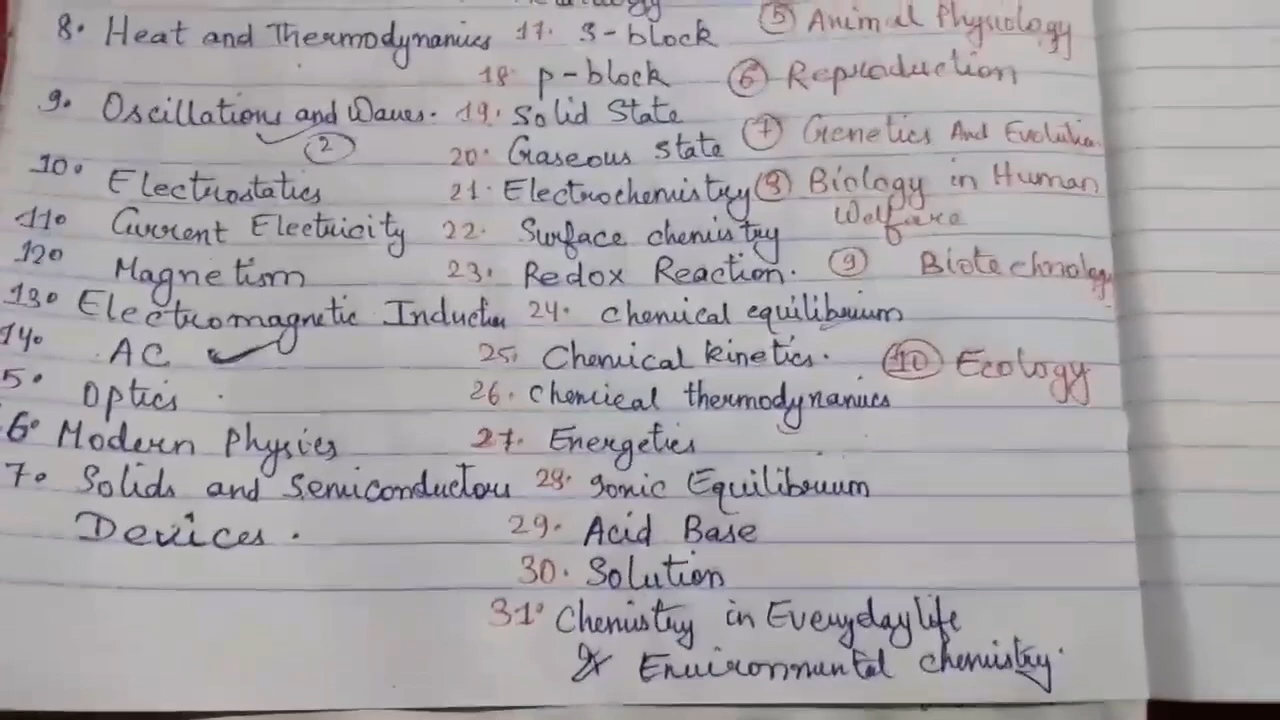 8. Heat and Thermodynamics
9. Oscillations and Waves.
2
10. Electrostatics
11. Current Electricity
12. Magnetism
13. Electromagnetic Induction
14. AC
5. Optics
6. Modern Physics
7. Solids and Semiconductors
Devices.
17. S-block
18. p-block
19. Solid State
20. Gaseous state
21. Electrochemistry
22. Surface chemistry
23. Redox Reaction.
24. Chemical equilibrium
25. Chemical kinetics.
26. Chemical thermodynamics
27. Energetics
28. Ionic Equilibrium
29. Acid Base
30. Solution
31. Chemistry in Everyday life
& Environmental chemistry.
5 Animal Physiology
6 Reproduction
7 Genetics And Evolution
8 Biology in Human
Welfare
9 Biotechnology
10 Ecology